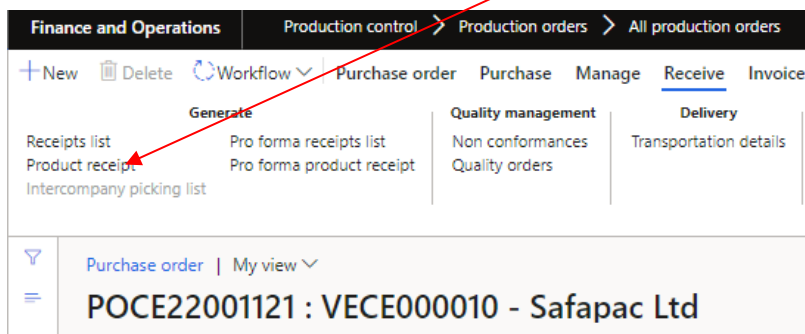 Finance and Operations Production control > Production orders > All production orders
+ New Delete Workflow Purchase order Purchase Manage Receive Invoice
Generate Quality management Delivery
Receipts list Pro forma receipts list Non conformances Transportation details
Product receipt Pro forma product receipt Quality orders
Intercompany picking list
Purchase order | My view
POCE22001121 : VECE000010 - Safapac Ltd